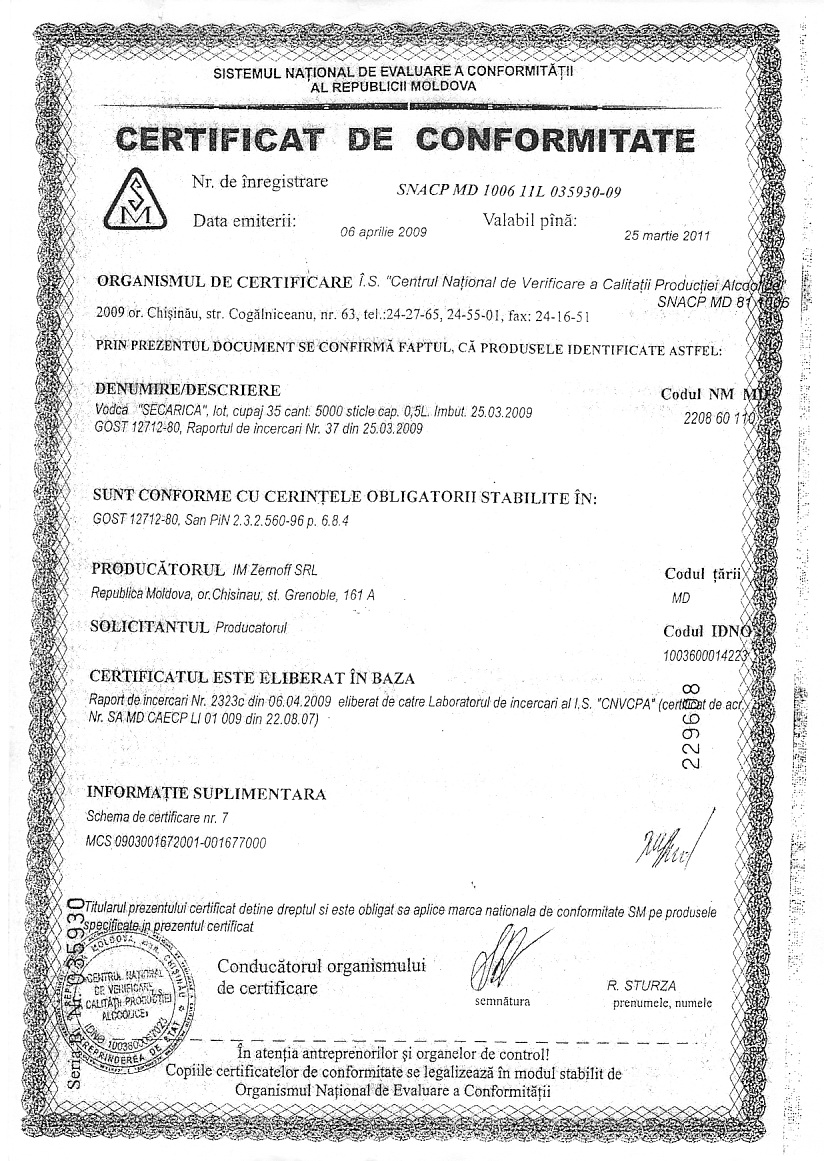 SISTEMUL NAȚIONAL DE EVALUARE A CONFORMITĂȚII
AL REPUBLICII MOLDOVA
CERTIFICAT DE CONFORMITATE
SM
Nr. de înregistrare SNACP MD 1006 11L 035930-09
Data emiterii: 06 aprilie 2009 Valabil pînă: 25 martie 2011
ORGANISMUL DE CERTIFICARE Î.S. "Centrul Național de Verificare a Calitații Producției Alcoolice"
SNACP MD 81 1006
2009 or. Chișinău, str. Cogălniceanu, nr. 63, tel.:24-27-65, 24-55-01, fax: 24-16-51
PRIN PREZENTUL DOCUMENT SE CONFIRMĂ FAPTUL, CĂ PRODUSELE IDENTIFICATE ASTFEL:
DENUMIRE/DESCRIERE Codul NM MD
Vodca "SECARICA", lot, cupaj 35 cant. 5000 sticle cap. 0,5L. Imbut. 25.03.2009
2208 60 110
GOST 12712-80, Raportul de incercari Nr. 37 din 25.03.2009
SUNT CONFORME CU CERINȚELE OBLIGATORII STABILITE ÎN:
GOST 12712-80, San PiN 2.3.2.560-96 p. 6.8.4
PRODUCĂTORUL IM Zernoff SRL Codul țării
Republica Moldova, or.Chisinau, st. Grenoble, 161 A MD
SOLICITANTUL Producatorul Codul IDNO
1003600014223
CERTIFICATUL ESTE ELIBERAT ÎN BAZA
Raport de incercari Nr. 2323c din 06.04.2009 eliberat de catre Laboratorul de incercari al I.S. "CNVCPA" (certificat de acr.
Nr. SA MD CAECP LI 01 009 din 22.08.07)
229608
INFORMAȚIE SUPLIMENTARA
Schema de certificare nr. 7
MCS 0903001672001-001677000
Titularul prezentului certificat detine dreptul si este obligat sa aplice marca nationala de conformitate SM pe produsele
specificate in prezentul certificat
Seria B Nr. 035930
REPUBLICA MOLDOVA, MUN. CHIȘINĂU
CENTRUL NAȚIONAL
DE VERIFICARE A
CALITĂȚII PRODUCȚIEI
ALCOOLICE
IDNO 1003600052023
ÎNTREPRINDEREA DE STAT
Conducătorul organismului
de certificare
semnătura
R. STURZA
prenumele, numele
În atenția antreprenorilor și organelor de control!
Copiile certificatelor de conformitate se legalizează în modul stabilit de
Organismul Național de Evaluare a Conformității